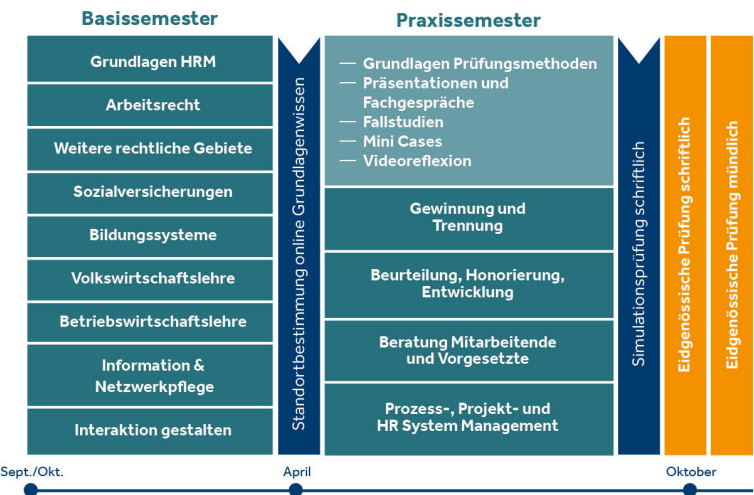 Basissemester
Grundlagen HRM
Arbeitsrecht
Weitere rechtliche Gebiete
Sozialversicherungen
Bildungssysteme
Volkswirtschaftslehre
Betriebswirtschaftslehre
Information &
Netzwerkpflege
Interaktion gestalten
Standortbestimmung online Grundlagenwissen
Praxissemester
— Grundlagen Prüfungsmethoden
— Präsentationen und
Fachgespräche
— Fallstudien
— Mini Cases
— Videoreflexion
Gewinnung und
Trennung
Beurteilung, Honorierung,
Entwicklung
Beratung Mitarbeitende
und Vorgesetzte
Prozess-, Projekt- und
HR System Management
Simulationsprüfung schriftlich
Eidgenössische Prüfung schriftlich
Eidgenössische Prüfung mündlich
Sept./Okt.
April
Oktober